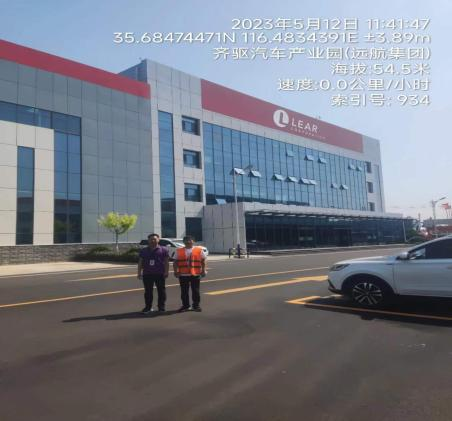 2023年5月12日 11:41:47
35.68474471N 116.4834391E ±3.89m
齐驱汽车产业园(远航集团)
海拔:54.5米
速度:0.0公里/小时
索引号: 934
LEAR
CORPORATION